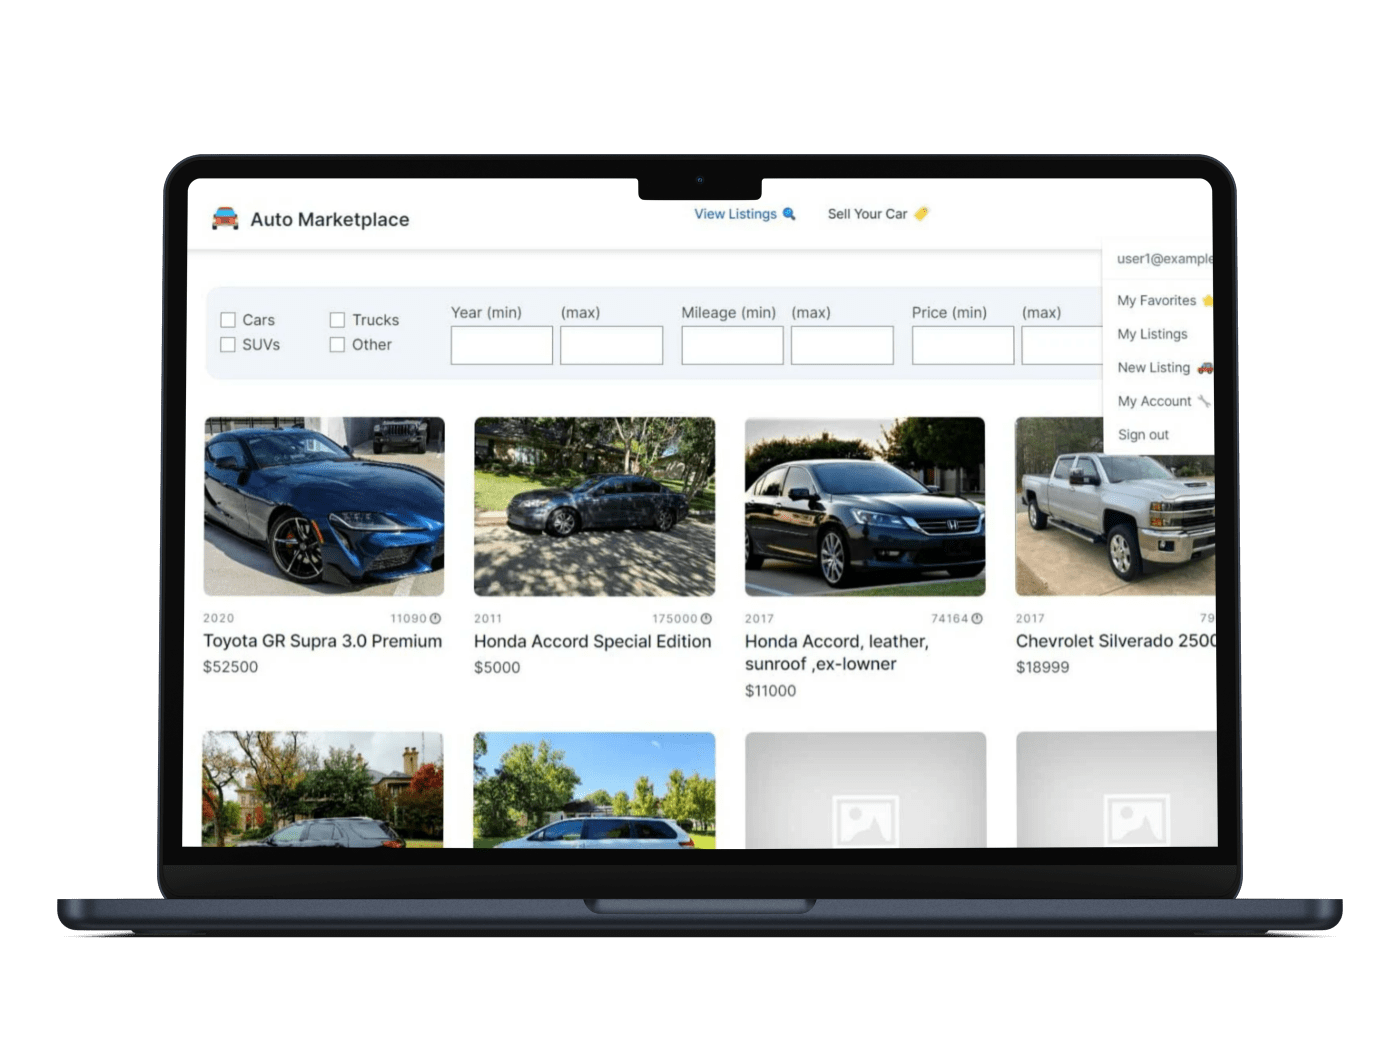 Auto Marketplace
View Listings
Sell Your Car
user1@example
My Favorites
My Listings
New Listing
My Account
Sign out
Cars
Trucks
SUVs
Other
Year (min)
(max)
Mileage (min)
(max)
Price (min)
(max)
2020
11090
Toyota GR Supra 3.0 Premium
$52500
2011
175000
Honda Accord Special Edition
$5000
2017
74164
Honda Accord, leather,
sunroof ,ex-lowner
$11000
2017
79
Chevrolet Silverado 2500
$18999